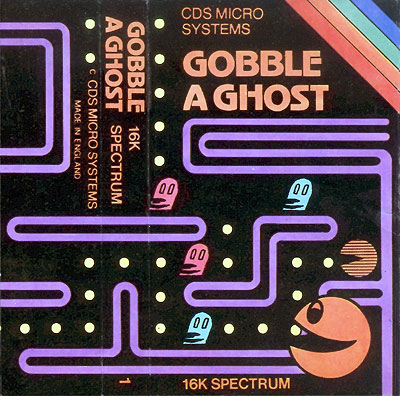 CDS MICRO
SYSTEMS
GOBBLE
A GHOST
16K SPECTRUM
GOBBLE
A GHOST
16K
SPECTRUM
c CDS MICRO SYSTEMS
MADE IN ENGLAND
1